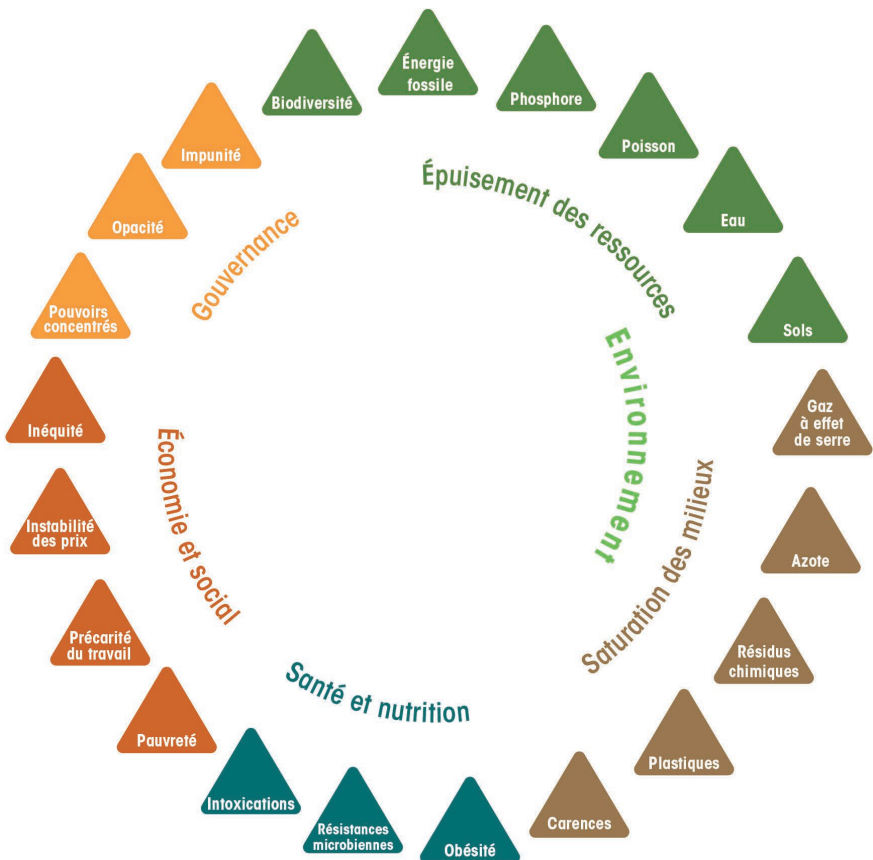 Énergie
fossile
Biodiversité
Phosphore
Poisson
Impunité
Eau
Opacité
Sols
Pouvoirs
concentrés
Inéquité
Gaz
à effet
de serre
Instabilité
des prix
Azote
Précarité
du travail
Résidus
chimiques
Pauvreté
Plastiques
Intoxications
Résistances
microbiennes
Obésité
Carences
Gouvernance
Épuisement des ressources
Environnement
Économie et social
Saturation des milieux
Santé et nutrition